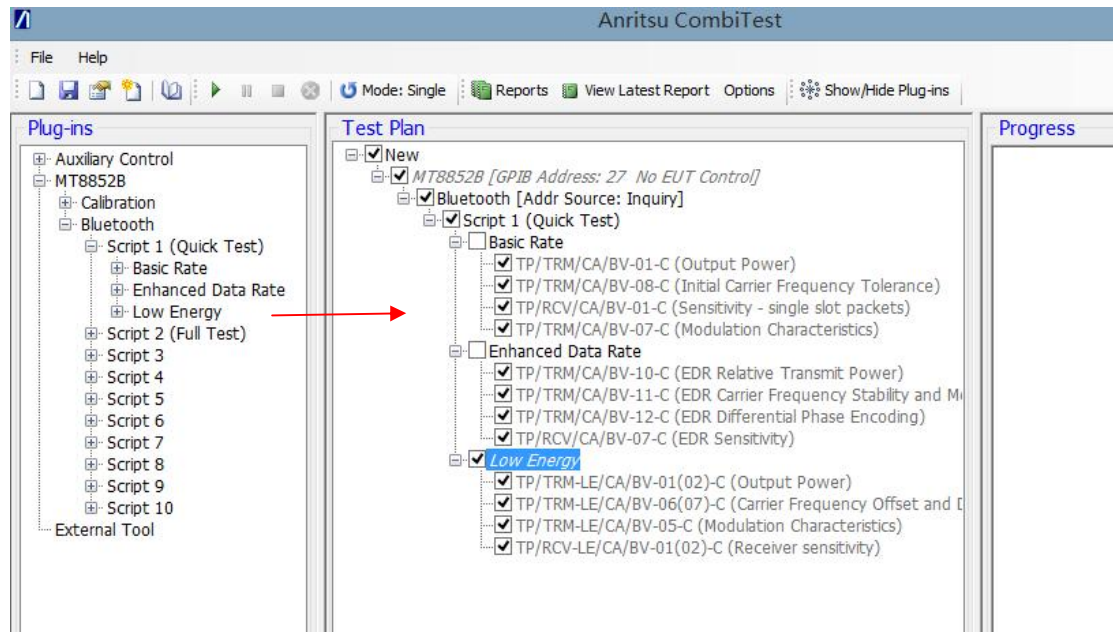 Anritsu CombiTest
File Help
Mode: Single Reports View Latest Report Options Show/Hide Plug-ins
Plug-ins
Auxiliary Control
MT8852B
Calibration
Bluetooth
Script 1 (Quick Test)
Basic Rate
Enhanced Data Rate
Low Energy
Script 2 (Full Test)
Script 3
Script 4
Script 5
Script 6
Script 7
Script 8
Script 9
Script 10
External Tool
Test Plan
New
MT8852B [GPIB Address: 27 No EUT Control]
Bluetooth [Addr Source: Inquiry]
Script 1 (Quick Test)
Basic Rate
TP/TRM/CA/BV-01-C (Output Power)
TP/TRM/CA/BV-08-C (Initial Carrier Frequency Tolerance)
TP/RCV/CA/BV-01-C (Sensitivity - single slot packets)
TP/TRM/CA/BV-07-C (Modulation Characteristics)
Enhanced Data Rate
TP/TRM/CA/BV-10-C (EDR Relative Transmit Power)
TP/TRM/CA/BV-11-C (EDR Carrier Frequency Stability and
TP/TRM/CA/BV-12-C (EDR Differential Phase Encoding)
TP/RCV/CA/BV-07-C (EDR Sensitivity)
Low Energy
TP/TRM-LE/CA/BV-01(02)-C (Output Power)
TP/TRM-LE/CA/BV-06(07)-C (Carrier Frequency Offset and
TP/TRM-LE/CA/BV-05-C (Modulation Characteristics)
TP/RCV-LE/CA/BV-01(02)-C (Receiver sensitivity)
Progress